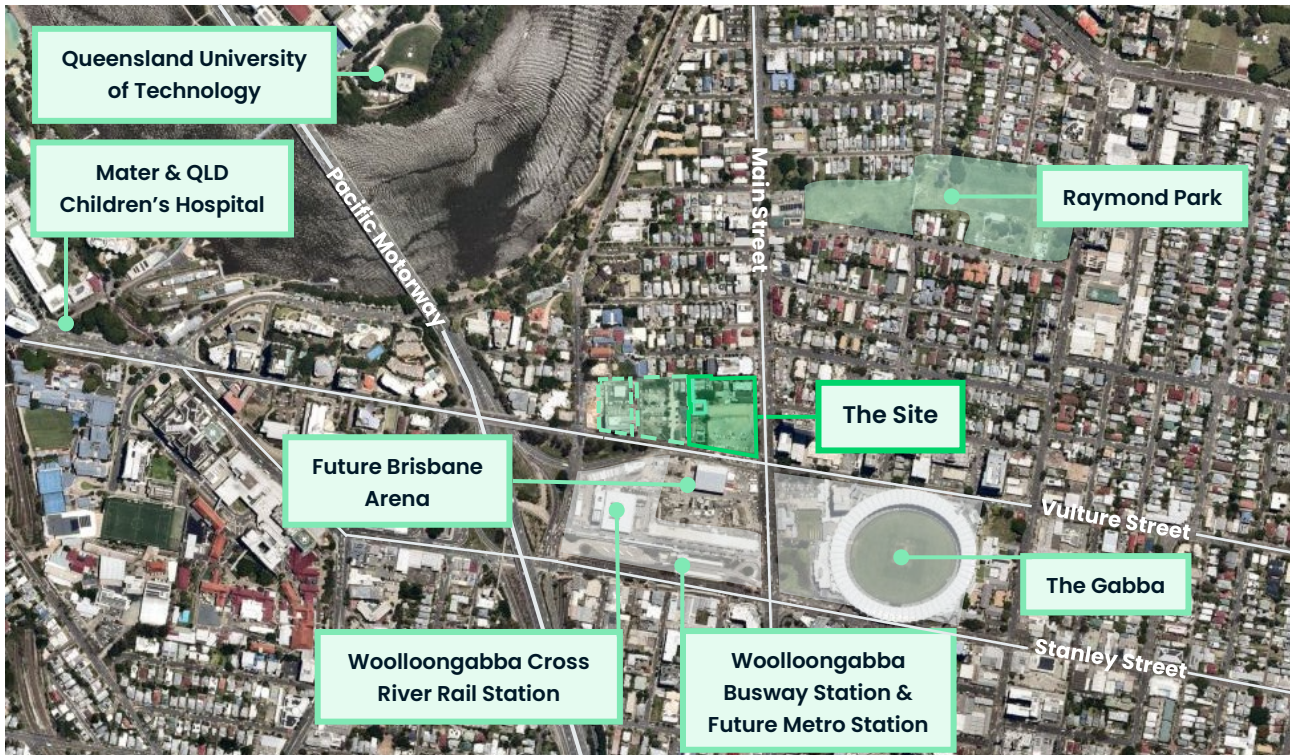 Queensland University
of Technology
Mater & QLD
Children's Hospital
Pacific Motorway
Main Street
Raymond Park
The Site
Future Brisbane
Arena
Vulture Street
The Gabba
Stanley Street
Woolloongabba Cross
River Rail Station
Woolloongabba
Busway Station &
Future Metro Station